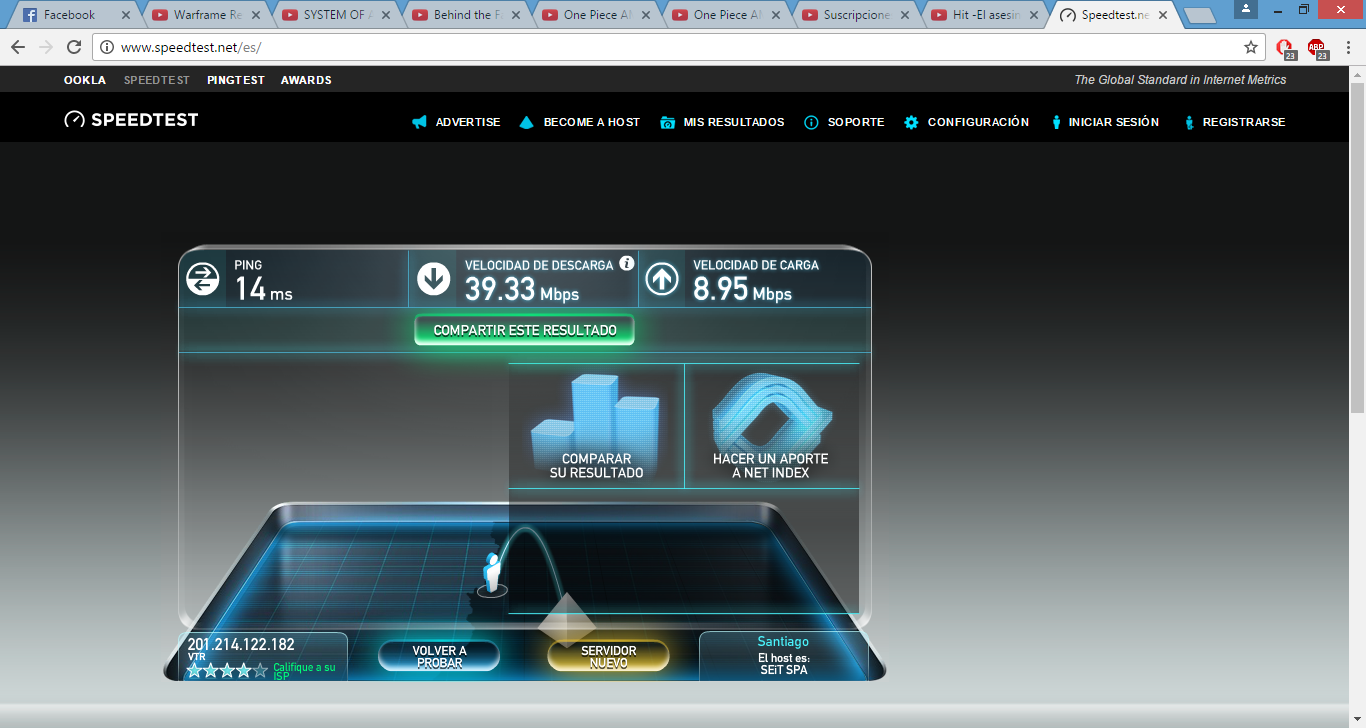 Facebook
Warframe Re
SYSTEM OF A
Behind the F
One Piece AM
One Piece AM
Suscripcione
Hit -El asesin
Speedtest.ne
www.speedtest.net/es/
23
ABP
23
OOKLA
SPEEDTEST
PINGTEST
AWARDS
The Global Standard in Internet Metrics
SPEEDTEST
ADVERTISE
BECOME A HOST
MIS RESULTADOS
SOPORTE
CONFIGURACIÓN
INICIAR SESIÓN
REGISTRARSE
PING
14 ms
VELOCIDAD DE DESCARGA
39.33 Mbps
VELOCIDAD DE CARGA
8.95 Mbps
COMPARTIR ESTE RESULTADO
COMPARAR
SU RESULTADO
HACER UN APORTE
A NET INDEX
201.214.122.182
VTR
Califique a su
ISP
VOLVER A
PROBAR
SERVIDOR
NUEVO
Santiago
El host es:
SEiT SPA